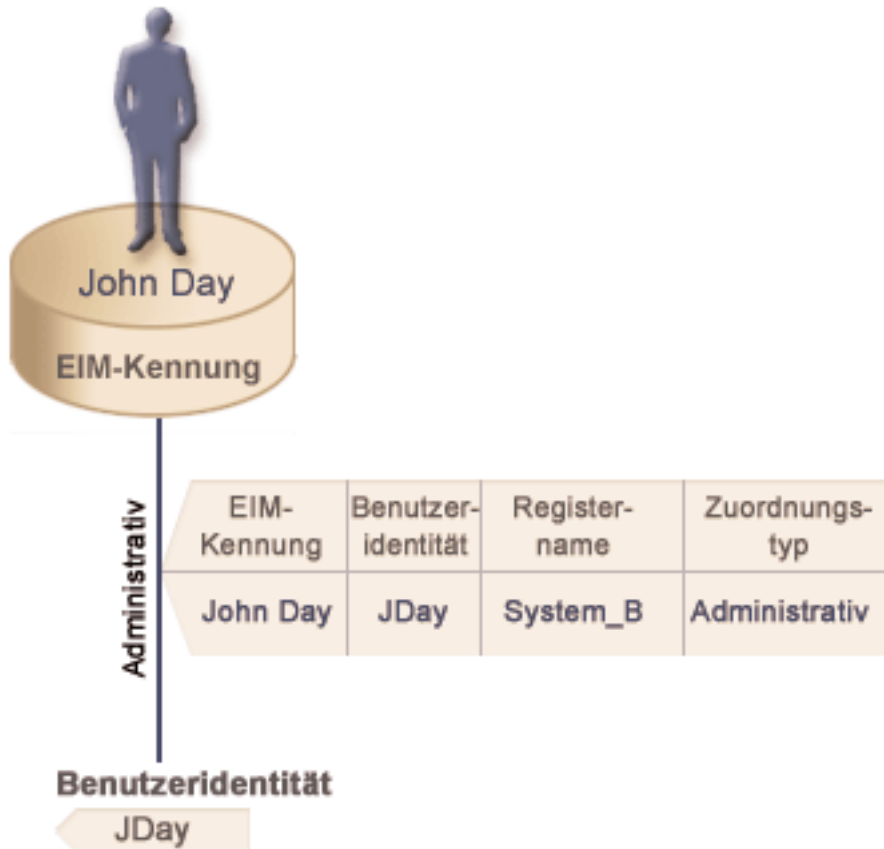 John Day
EIM-Kennung
Administrativ
EIM-
Kennung
Benutzer-
identität
Register-
name
Zuordnungs-
typ
John Day
JDay
System_B
Administrativ
Benutzeridentität
JDay